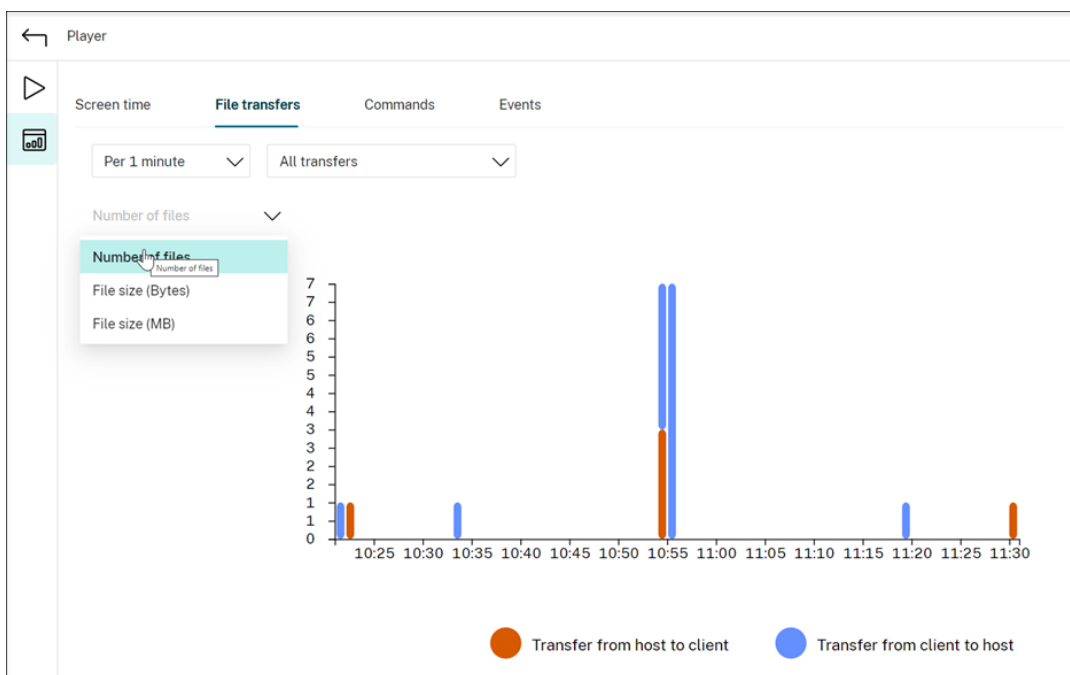 Player
Screen time File transfers Commands Events
Per 1 minute All transfers
Number of files
Number of files
Number of files
File size (Bytes)
File size (MB)
7
7
6
6
5
5
4
4
3
3
2
2
1
1
0
10:25 10:30 10:35 10:40 10:45 10:50 10:55 11:00 11:05 11:10 11:15 11:20 11:25 11:30
Transfer from host to client Transfer from client to host